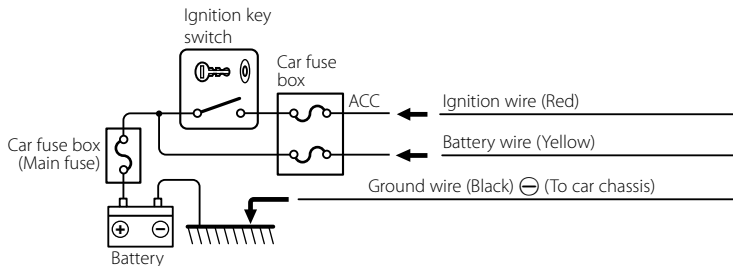 Ignition key
switch
Car fuse
box
ACC
Ignition wire (Red)
Battery wire (Yellow)
Car fuse box
(Main fuse)
Ground wire (Black) ⊖ (To car chassis)
+ −
Battery